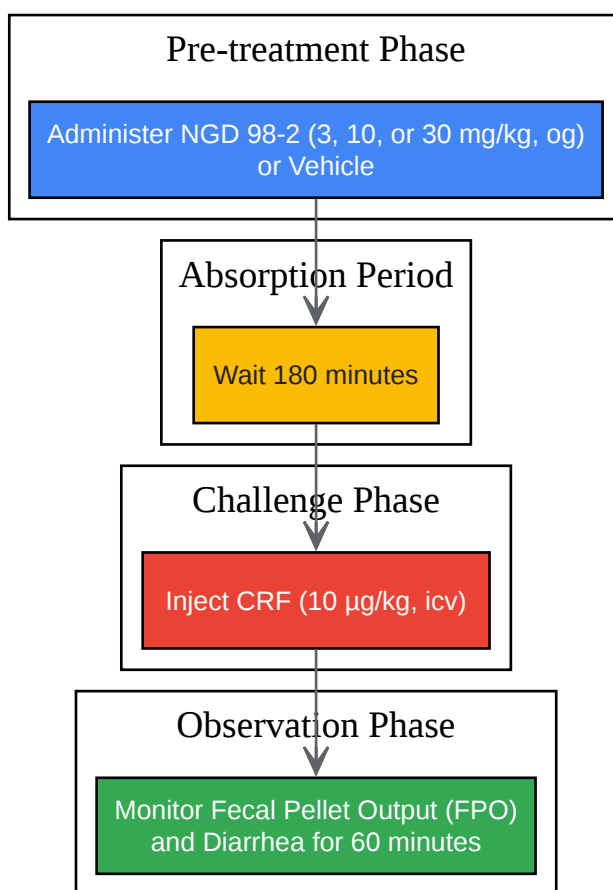 Pre-treatment Phase
Administer NGD 98-2 (3, 10, or 30 mg/kg, og)
or Vehicle
Absorption Period
Wait 180 minutes
Challenge Phase
Inject CRF (10 µg/kg, icv)
Observation Phase
Monitor Fecal Pellet Output (FPO)
and Diarrhea for 60 minutes